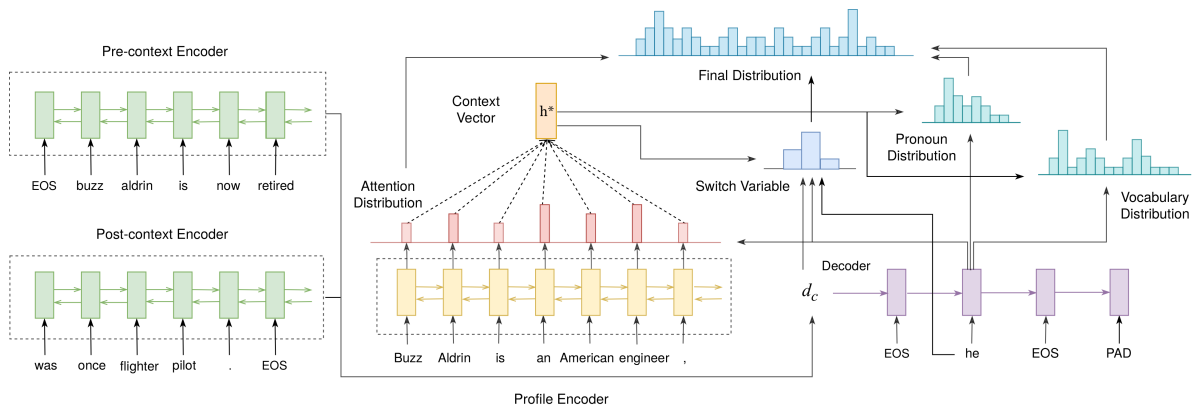 Pre-context Encoder
EOS buzz aldrin is now retired
Post-context Encoder
was once flighter pilot . EOS
Attention
Distribution
Context
Vector
h*
Buzz Aldrin is an American engineer ,
Profile Encoder
Final Distribution
Switch Variable
Pronoun
Distribution
Vocabulary
Distribution
Decoder
d_c
EOS he EOS PAD